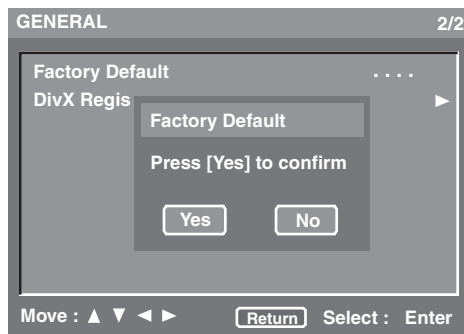 GENERAL 2/2
Factory Default . . . .
DivX Regis ►
Factory Default
Press [Yes] to confirm
Yes No
Move : ▲ ▼ ◄ ► Return Select : Enter